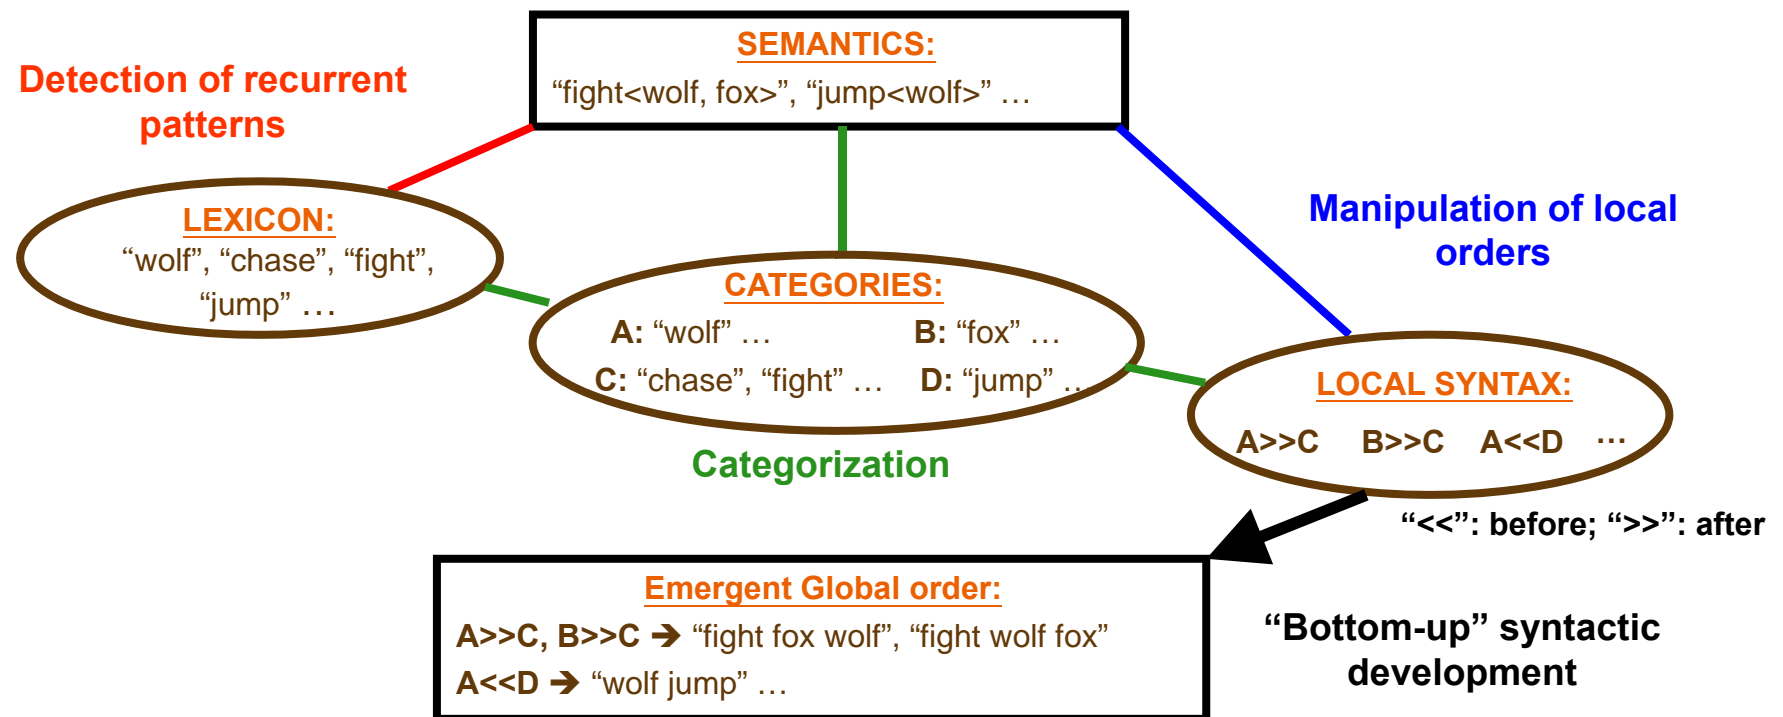 SEMANTICS:
“fight<wolf, fox>”, “jump<wolf>” …
Detection of recurrent
patterns
LEXICON:
“wolf”, “chase”, “fight”,
“jump” …
Manipulation of local
orders
CATEGORIES:
A: “wolf” … B: “fox” …
C: “chase”, “fight” … D: “jump” …
Categorization
LOCAL SYNTAX:
A>>C B>>C A<<D …
“<<”: before; “>>”: after
Emergent Global order:
A>>C, B>>C ➔ “fight fox wolf”, “fight wolf fox”
A<<D ➔ “wolf jump” …
“Bottom-up” syntactic
development